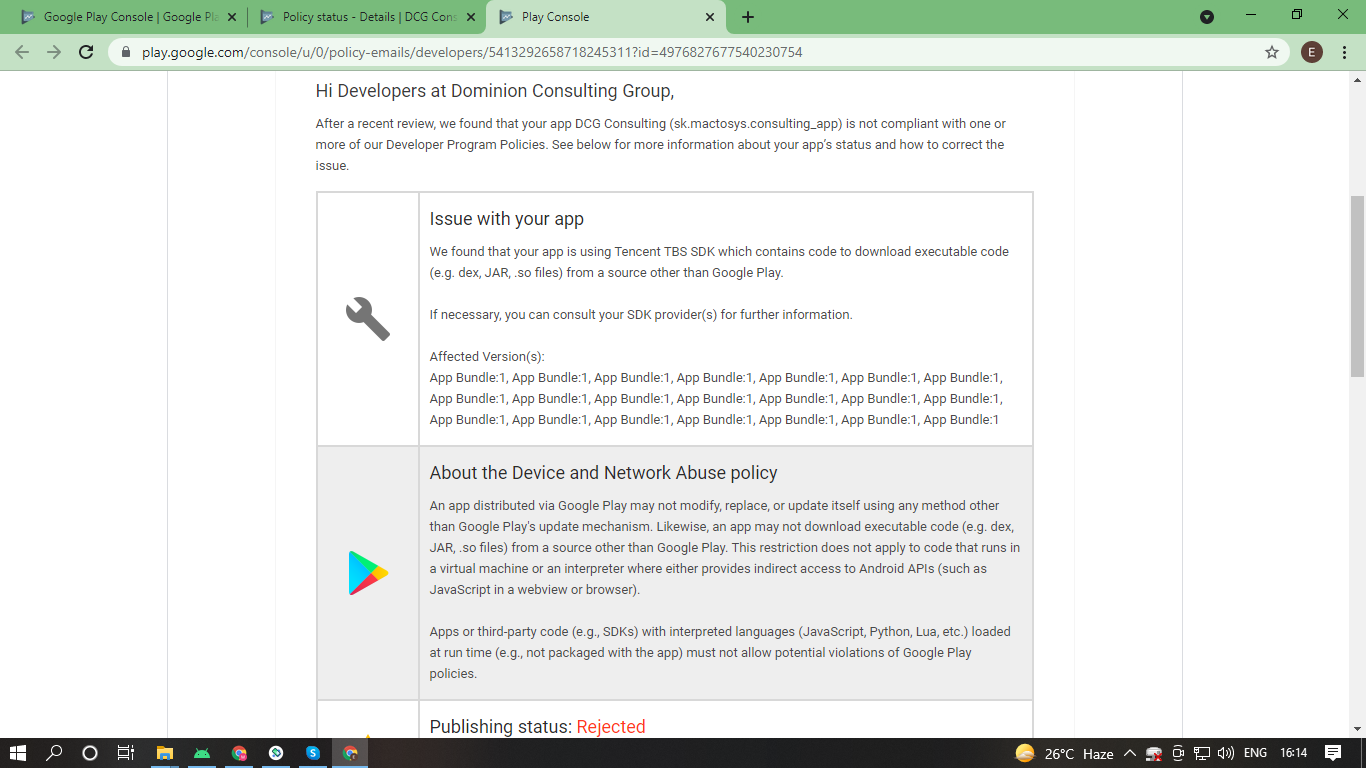 Google Play Console | Google Pla
Policy status - Details | DCG Cons
Play Console
play.google.com/console/u/0/policy-emails/developers/5413292658718245311?id=4976827677540230754
E
Hi Developers at Dominion Consulting Group,
After a recent review, we found that your app DCG Consulting (sk.mactosys.consulting_app) is not compliant with one or
more of our Developer Program Policies. See below for more information about your app's status and how to correct the
issue.
Issue with your app
We found that your app is using Tencent TBS SDK which contains code to download executable code
(e.g. dex, JAR, .so files) from a source other than Google Play.
If necessary, you can consult your SDK provider(s) for further information.
Affected Version(s):
App Bundle:1, App Bundle:1, App Bundle:1, App Bundle:1, App Bundle:1, App Bundle:1, App Bundle:1,
App Bundle:1, App Bundle:1, App Bundle:1, App Bundle:1, App Bundle:1, App Bundle:1, App Bundle:1,
App Bundle:1, App Bundle:1, App Bundle:1, App Bundle:1, App Bundle:1, App Bundle:1, App Bundle:1
About the Device and Network Abuse policy
An app distributed via Google Play may not modify, replace, or update itself using any method other
than Google Play's update mechanism. Likewise, an app may not download executable code (e.g. dex,
JAR, .so files) from a source other than Google Play. This restriction does not apply to code that runs in
a virtual machine or an interpreter where either provides indirect access to Android APIs (such as
JavaScript in a webview or browser).
Apps or third-party code (e.g., SDKs) with interpreted languages (JavaScript, Python, Lua, etc.) loaded
at run time (e.g., not packaged with the app) must not allow potential violations of Google Play
policies.
Publishing status: Rejected
26°C Haze
ENG
16:14